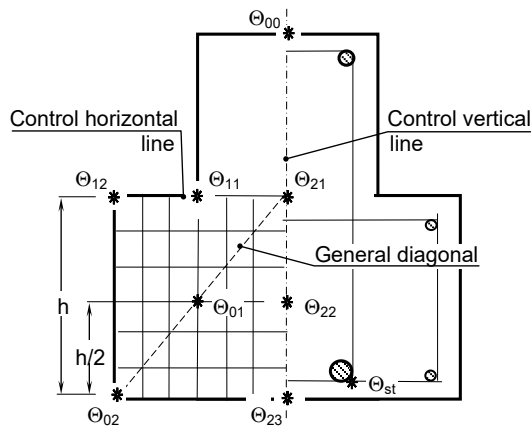 Θ00
Control horizontal
line
Control vertical
line
Θ12
Θ11
Θ21
General diagonal
h
Θ01
Θ22
h/2
Θst
Θ02
Θ23